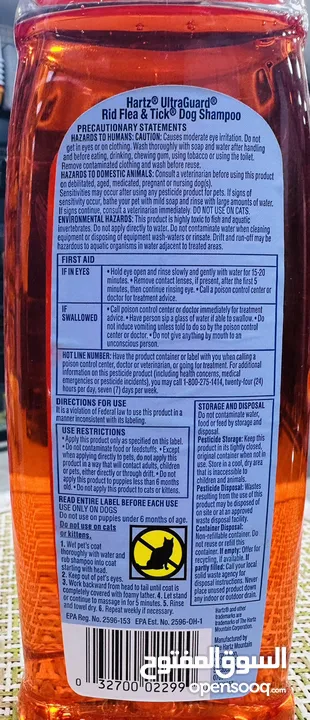 Hartz® UltraGuard®
Rid Flea & Tick® Dog Shampoo
PRECAUTIONARY STATEMENTS
HAZARDS TO HUMANS: CAUTION: Causes moderate eye irritation. Do not
get in eyes or on clothing. Wash thoroughly with soap and water after handling
and before eating, drinking, chewing gum, using tobacco or using the toilet.
Remove contaminated clothing and wash before reuse.
HAZARDS TO DOMESTIC ANIMALS: Consult a veterinarian before using this product
on debilitated, aged, medicated, pregnant or nursing dog(s).
Sensitivities may occur after using any pesticide product for pets. If signs of
sensitivity occur, bathe your pet with mild soap and rinse with large amounts of water.
If signs continue, consult a veterinarian immediately. DO NOT USE ON CATS.
ENVIRONMENTAL HAZARDS: This product is highly toxic to fish and aquatic
invertebrates. Do not apply directly to water. Do not contaminate water when cleaning
equipment or disposing of equipment wash-waters or rinsate. Drift and run-off may be
hazardous to aquatic organisms in water adjacent to treated areas.
FIRST AID
IF IN EYES
• Hold eye open and rinse slowly and gently with water for 15-20
minutes. • Remove contact lenses, if present, after the first 5
minutes, then continue rinsing eye. • Call a poison control center or
doctor for treatment advice.
IF
SWALLOWED
• Call poison control center or doctor immediately for treatment
advice. • Have person sip a glass of water if able to swallow. • Do
not induce vomiting unless told to do so by the poison control
center or doctor. • Do not give anything by mouth to an
unconscious person.
HOT LINE NUMBER: Have the product container or label with you when calling a
poison control center, doctor or veterinarian, or going for treatment. For additional
information on this pesticide product (including health concerns, medical
emergencies or pesticide incidents), you may call 1-800-275-1414, twenty-four (24)
hours per day, seven (7) days per week.
DIRECTIONS FOR USE
It is a violation of Federal law to use this product in a
manner inconsistent with its labeling.
USE RESTRICTIONS
• Apply this product only as specified on this label.
• Do not contaminate food or feedstuffs. • Except
when applying directly to pets, do not apply this
product in a way that will contact adults, children
or pets, either directly or through drift. • Do not
apply this product to puppies less than 6 months
old. • Do not apply this product to cats or kittens.
READ ENTIRE LABEL BEFORE EACH USE
USE ONLY ON DOGS
Do not use on puppies under 6 months of age.
Do not use on cats
or kittens.
1. Wet pet's coat
thoroughly with water and
rub shampoo into coat
starting with head.
2. Keep out of pet's eyes.
3. Work backward from head to tail until coat is
completely covered with foamy lather. 4. Let stand
or continue to massage in for 5 minutes. 5. Rinse
and towel dry. 6. Repeat weekly if necessary.
EPA Reg. No. 2596-153 EPA Est. No. 2596-OH-1
STORAGE AND DISPOSAL
Do not contaminate water,
food or feed by storage and
disposal.
Pesticide Storage: Keep this
product in its tightly closed,
original container when not in
use. Store in a cool, dry area
that is inaccessible to
children and animals.
Pesticide Disposal: Wastes
resulting from the use of this
product may be disposed of
on site or at an approved
waste disposal facility.
Container Disposal:
Non-refillable container. Do
not reuse or refill this
container. If empty: Offer for
recycling, if available. If
partly filled: Call your local
solid waste agency for
disposal instructions. Never
place unused product down
any indoor or outdoor drain.
Hartz® and other
trademarks are
trademarks of The Hartz
Mountain Corporation.
Manufactured by
0 32700 02299
السوق المفتوح
opensooq.com